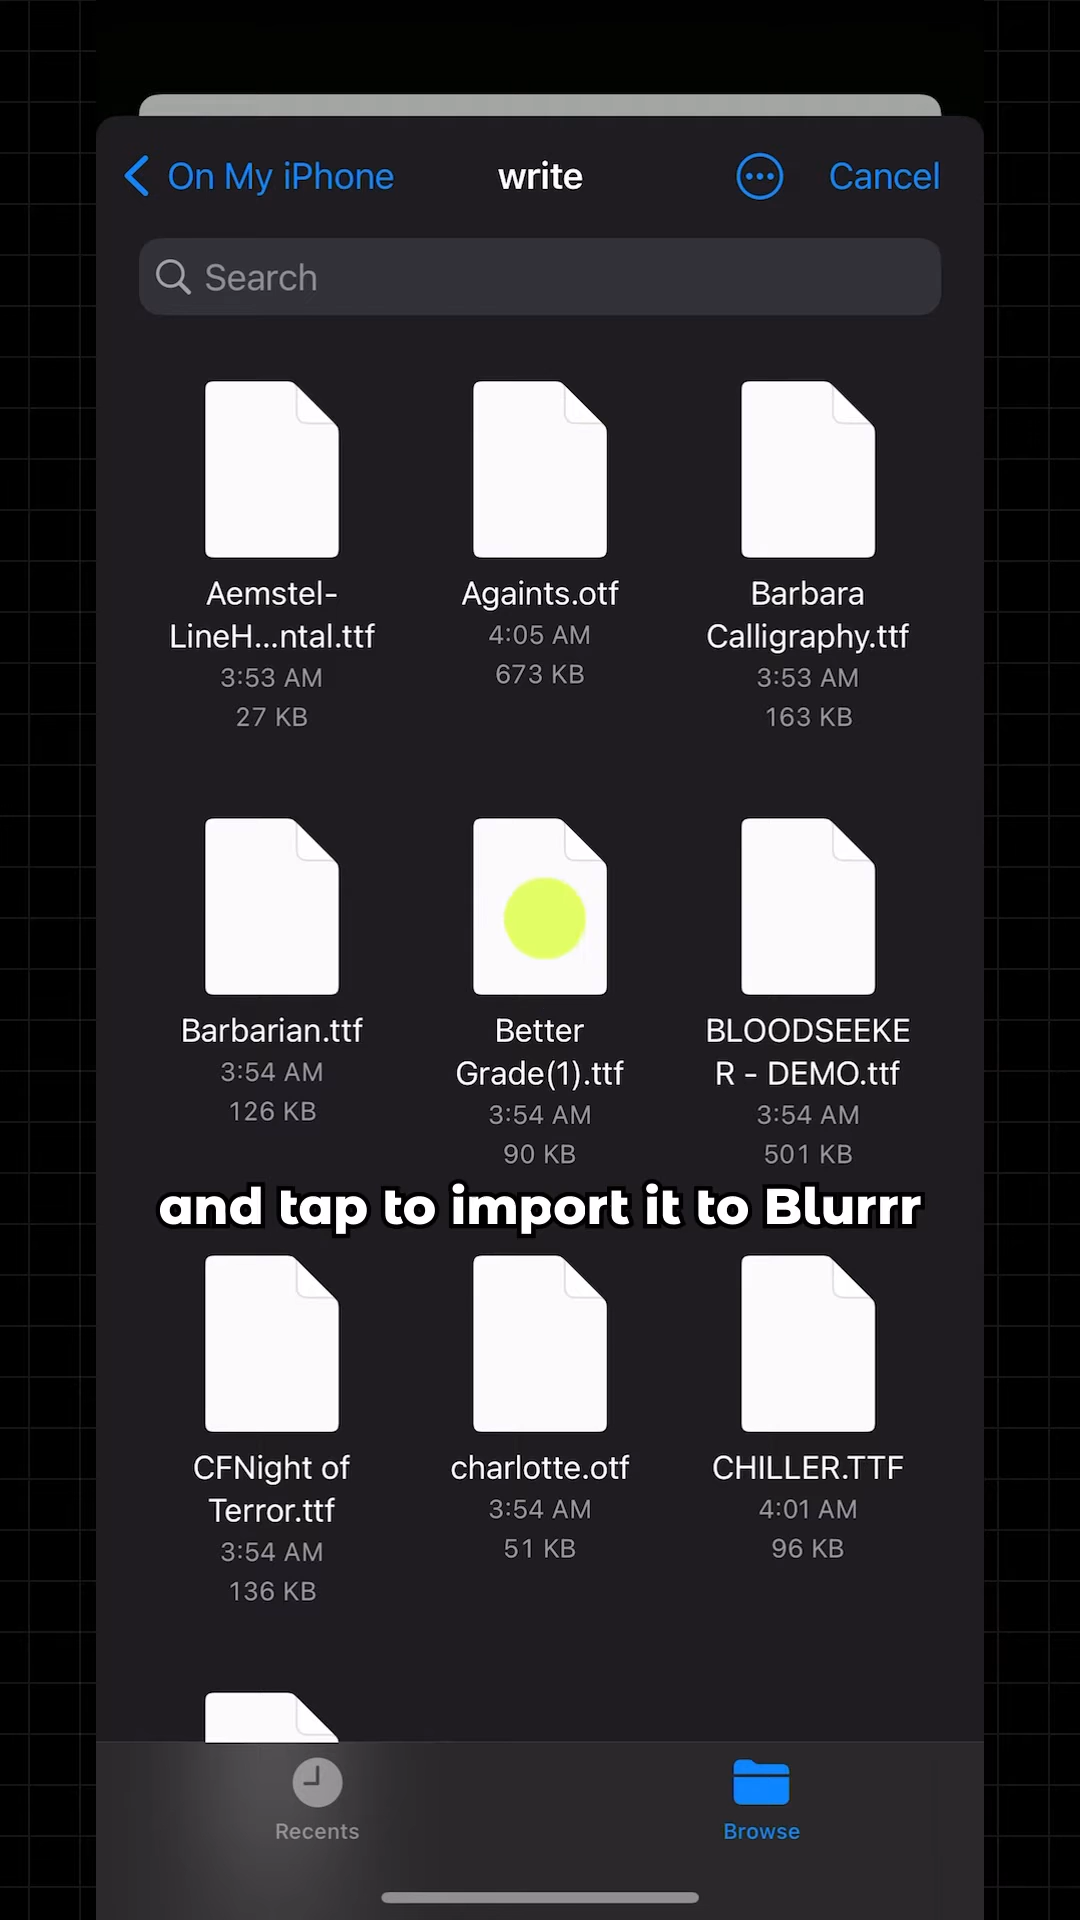 On My iPhone
write
Cancel
Search
Aemstel-
LineH...ntal.ttf
3:53 AM
27 KB
Againts.otf
4:05 AM
673 KB
Barbara
Calligraphy.ttf
3:53 AM
163 KB
Barbarian.ttf
3:54 AM
126 KB
Better
Grade(1).ttf
3:54 AM
90 KB
BLOODSEEKE
R - DEMO.ttf
3:54 AM
501 KB
and tap to import it to Blurrr
CFNight of
Terror.ttf
3:54 AM
136 KB
charlotte.otf
3:54 AM
51 KB
CHILLER.TTF
4:01 AM
96 KB
Recents
Browse